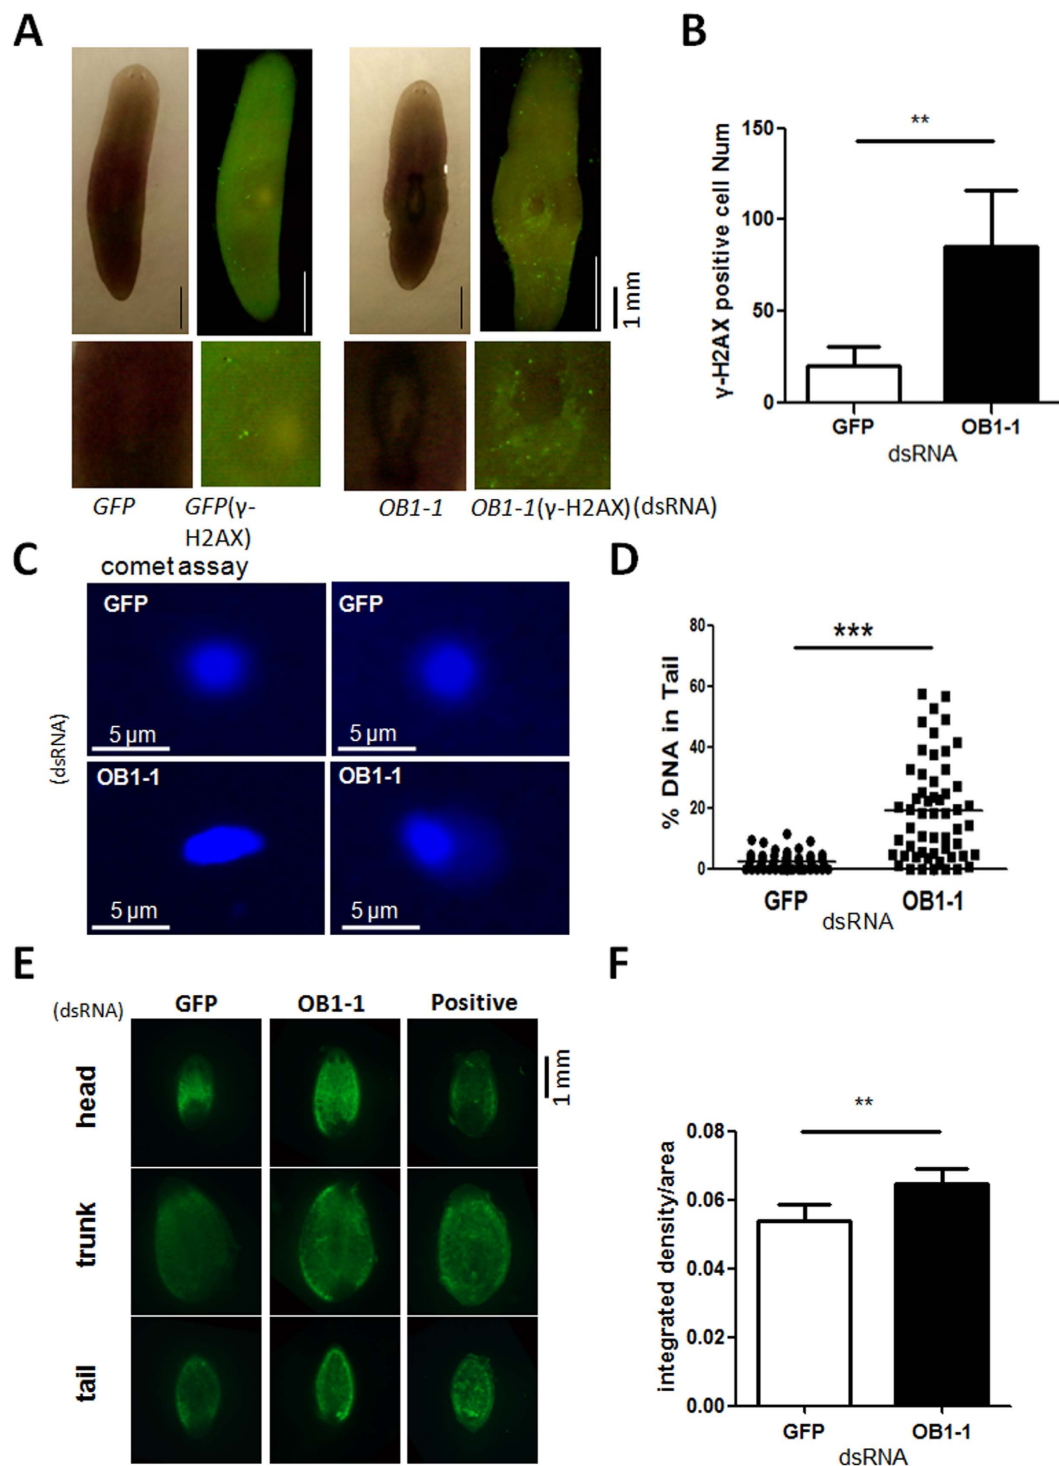 A
1 mm
GFP
GFP(γ-
H2AX)
OB1-1
OB1-1(γ-H2AX)(dsRNA)
B
γ-H2AX positive cell Num
150
100
50
0
**
GFP
OB1-1
dsRNA
C
comet assay
(dsRNA)
GFP
5 µm
GFP
5 µm
OB1-1
5 µm
OB1-1
5 µm
D
% DNA in Tail
80
60
40
20
0
***
GFP
OB1-1
dsRNA
E
(dsRNA)
GFP
OB1-1
Positive
head
trunk
tail
1 mm
F
integrated density/area
0.08
0.06
0.04
0.02
0.00
**
GFP
OB1-1
dsRNA